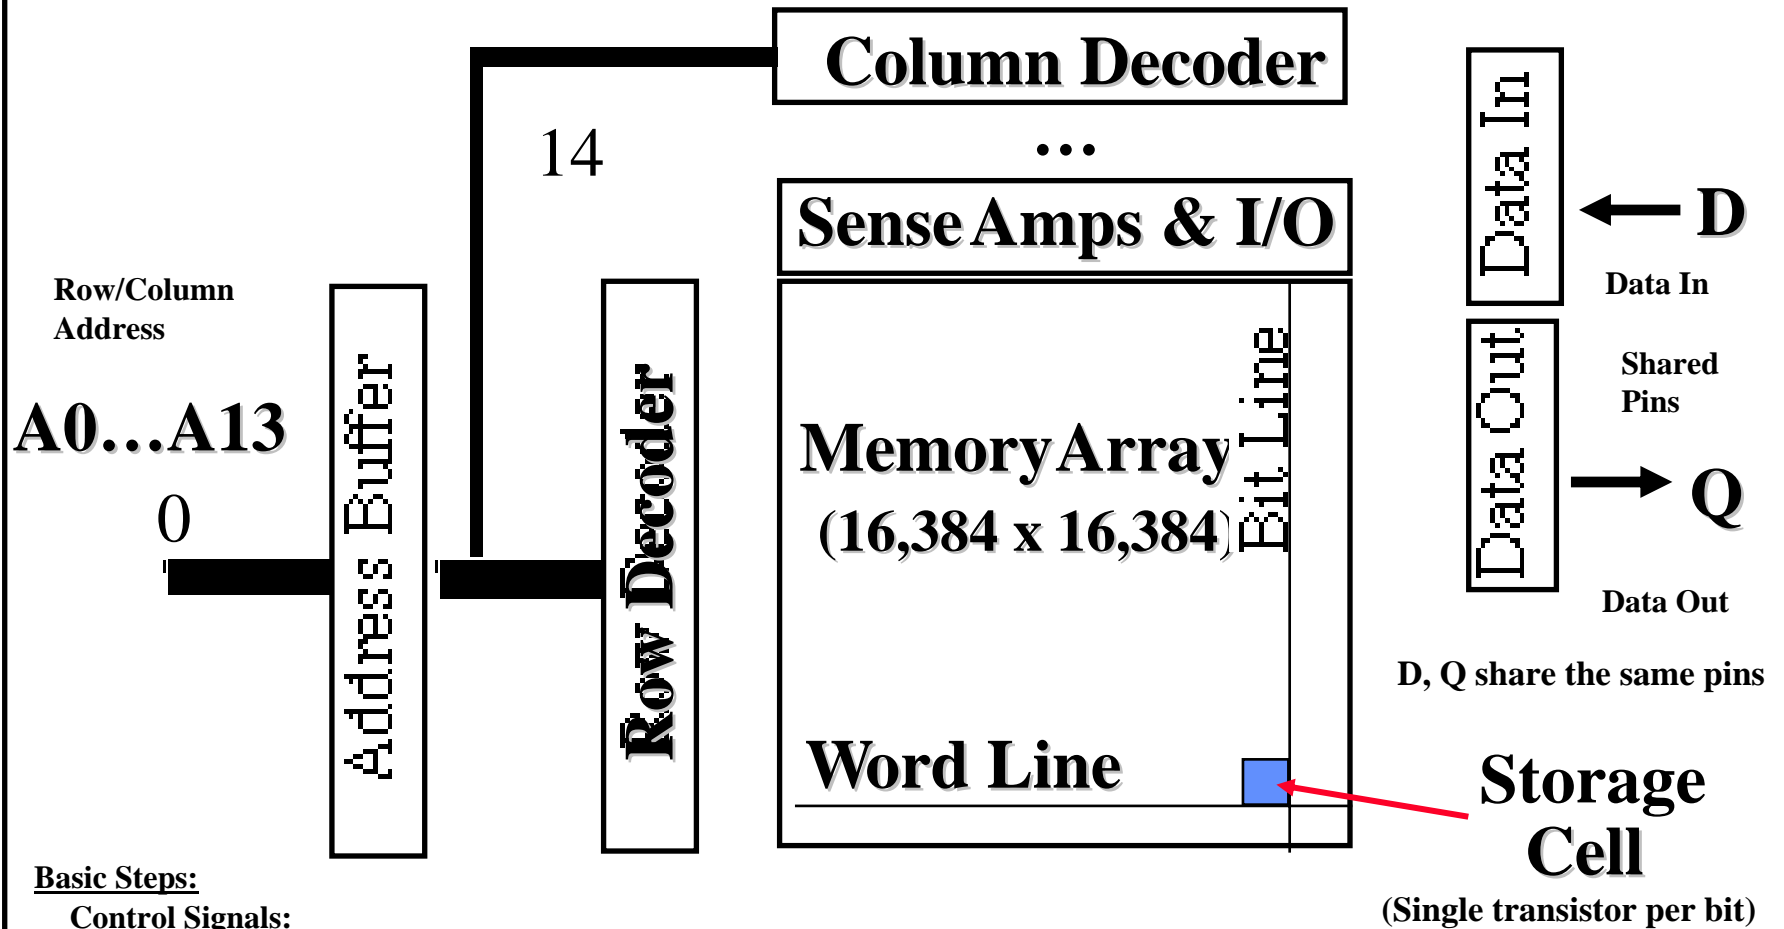 Column Decoder
14
...
Sense Amps & I/O
Data In
D
Data In
Row/Column
Address
A0...A13
0
Address Buffer
Row Decoder
Memory Array
(16,384 x 16,384)
Bit Line
Word Line
Data Out
Shared
Pins
Q
Data Out
D, Q share the same pins
Storage
Cell
(Single transistor per bit)
Basic Steps:
Control Signals: